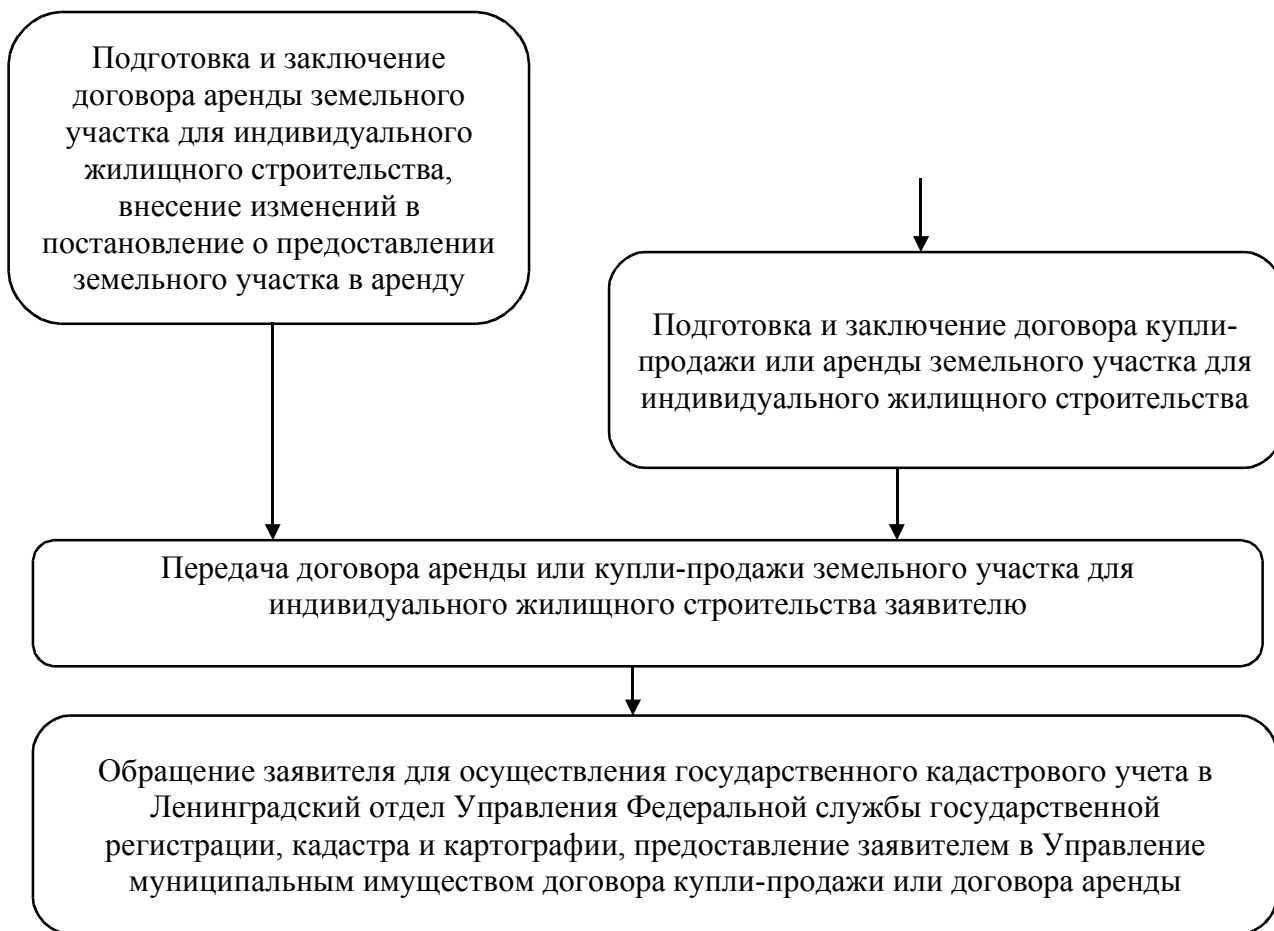 Подготовка и заключение
договора аренды земельного
участка для индивидуального
жилищного строительства,
внесение изменений в
постановление о предоставлении
земельного участка в аренду
Подготовка и заключение договора купли-
продажи или аренды земельного участка для
индивидуального жилищного строительства
Передача договора аренды или купли-продажи земельного участка для
индивидуального жилищного строительства заявителю
Обращение заявителя для осуществления государственного кадастрового учета в
Ленинградский отдел Управления Федеральной службы государственной
регистрации, кадастра и картографии, предоставление заявителем в Управление
муниципальным имуществом договора купли-продажи или договора аренды